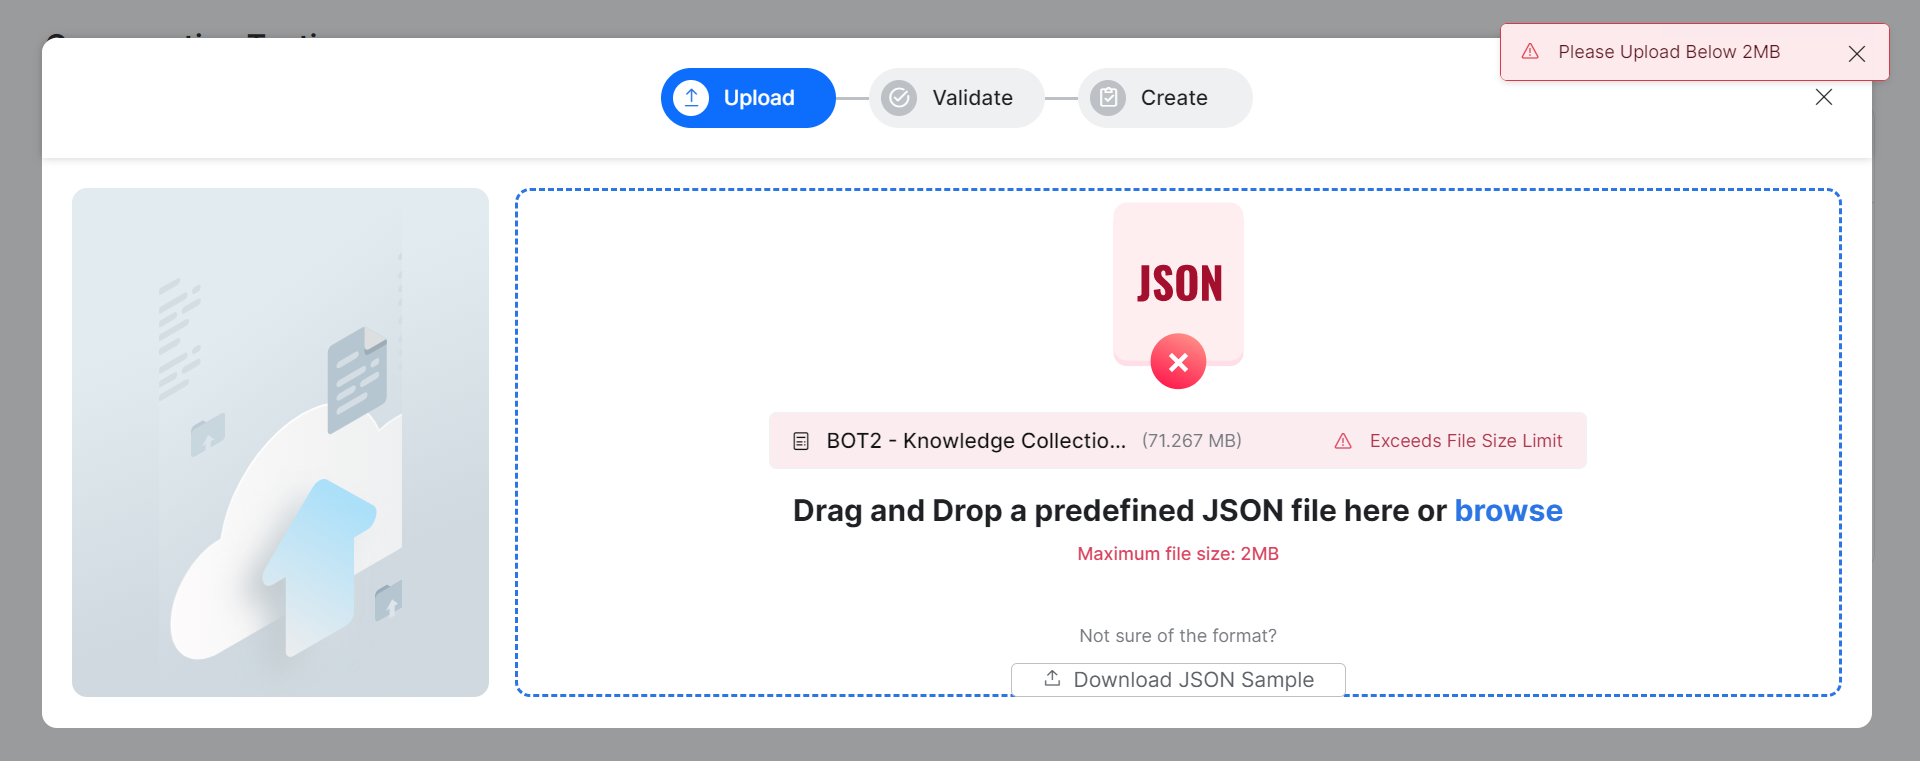 Please Upload Below 2MB
Upload
Validate
Create
JSON
BOT2 - Knowledge Collectio... (71.267 MB) Exceeds File Size Limit
Drag and Drop a predefined JSON file here or browse
Maximum file size: 2MB
Not sure of the format?
Download JSON Sample